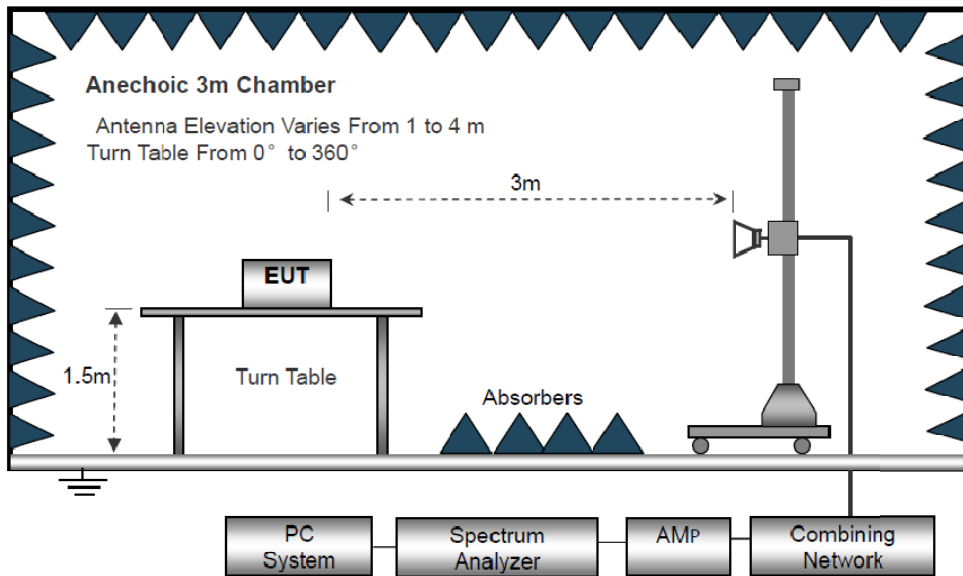 Anechoic 3m Chamber
Antenna Elevation Varies From 1 to 4 m
Turn Table From 0° to 360°
3m
EUT
1.5m
Turn Table
Absorbers
PC
System
Spectrum
Analyzer
AMP
Combining
Network